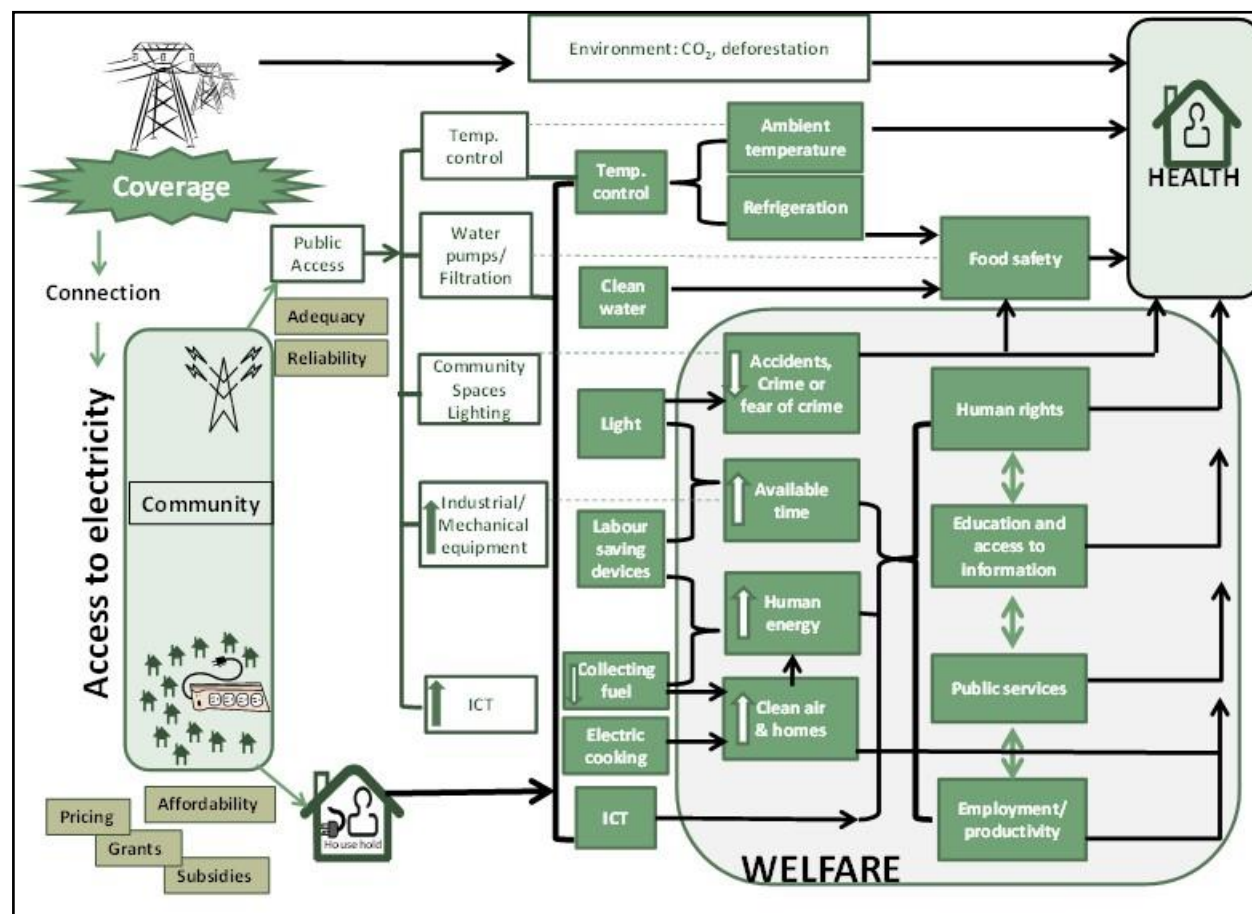 Environment: CO₂, deforestation
HEALTH
Coverage
Connection
Access to electricity
Community
Public
Access
Adequacy
Reliability
Affordability
Pricing
Grants
Subsidies
House hold
Temp.
control
Water
pumps/
Filtration
Community
Spaces
Lighting
Industrial/
Mechanical
equipment
ICT
Temp.
control
Clean
water
Light
Labour
saving
devices
Collecting
fuel
Electric
cooking
ICT
Ambient
temperature
Refrigeration
Food safety
Accidents,
Crime or
fear of crime
Available
time
Human
energy
Clean air
& homes
Human rights
Education and
access to
information
Public services
Employment/
productivity
WELFARE